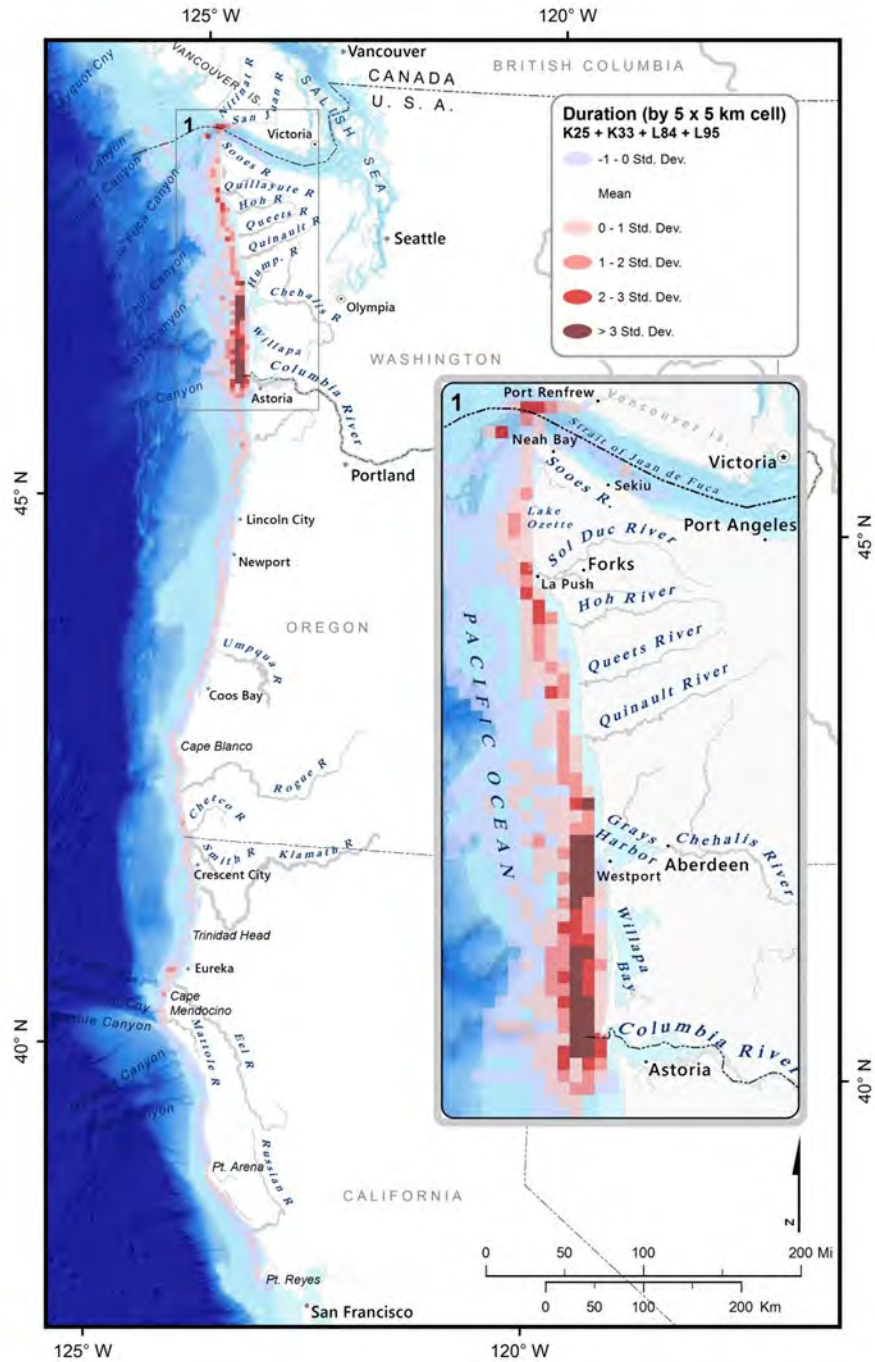 125° W
120° W
Vancouver
CANADA
U. S. A.
BRITISH COLUMBIA
VANCOUVER IS.
Nitinat R
San Juan R
SALISH SEA
1
Victoria
Sooes R
Quillayute R
Hoh R
Queets R
Quinault R
Hump. R
Seattle
Chehalis R
Olympia
Willapa
WASHINGTON
Columbia River
Astoria
Portland
45° N
Lincoln City
Newport
OREGON
Umpqua R
Coos Bay
Cape Blanco
Rogue R
Chetco R
Smith R
Klamath R
Crescent City
Trinidad Head
Eureka
Cape
Mendocino
40° N
Mattole R
Eel R
Russian R
Pt. Arena
CALIFORNIA
Pt. Reyes
San Francisco
Duration (by 5 x 5 km cell)
K25 + K33 + L84 + L95
-1 - 0 Std. Dev.
Mean
0 - 1 Std. Dev.
1 - 2 Std. Dev.
2 - 3 Std. Dev.
> 3 Std. Dev.
1
Port Renfrew
Vancouver Is.
Neah Bay
Strait of Juan de Fuca
Victoria
Sooes R.
Sekiu
Lake
Ozette
Port Angeles
Sol Duc River
Forks
La Push
Hoh River
PACIFIC OCEAN
Queets River
Quinault River
Grays
Harbor
Chehalis River
Aberdeen
Westport
Willapa
Bay
Columbia River
Astoria
45° N
40° N
N
0 50 100 200 Mi
0 50 100 200 Km
125° W
120° W